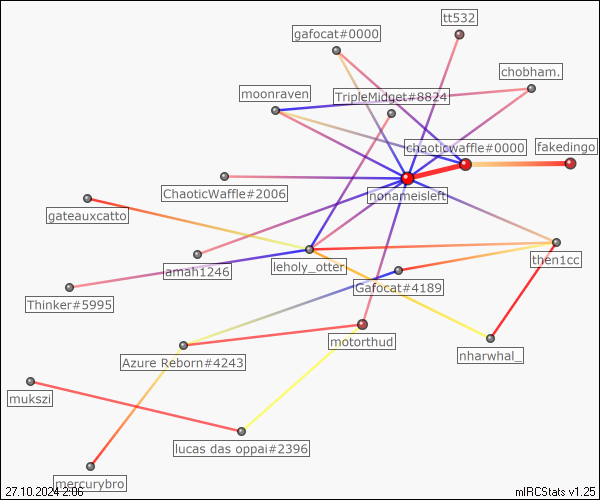 tt532
gafocat#0000
chobham.
moonraven
TripleMidget#8824
chaoticwaffle#0000
fakedingo
ChaoticWaffle#2006
nonameisleft
gateauxcatto
amah1246
leholy_otter
then1cc
Thinker#5995
Gafocat#4189
motorthud
nharwhal_
Azure Reborn#4243
mukszi
lucas das oppai#2396
mercurybro
27.10.2024 2:06
mIRCStats v1.25